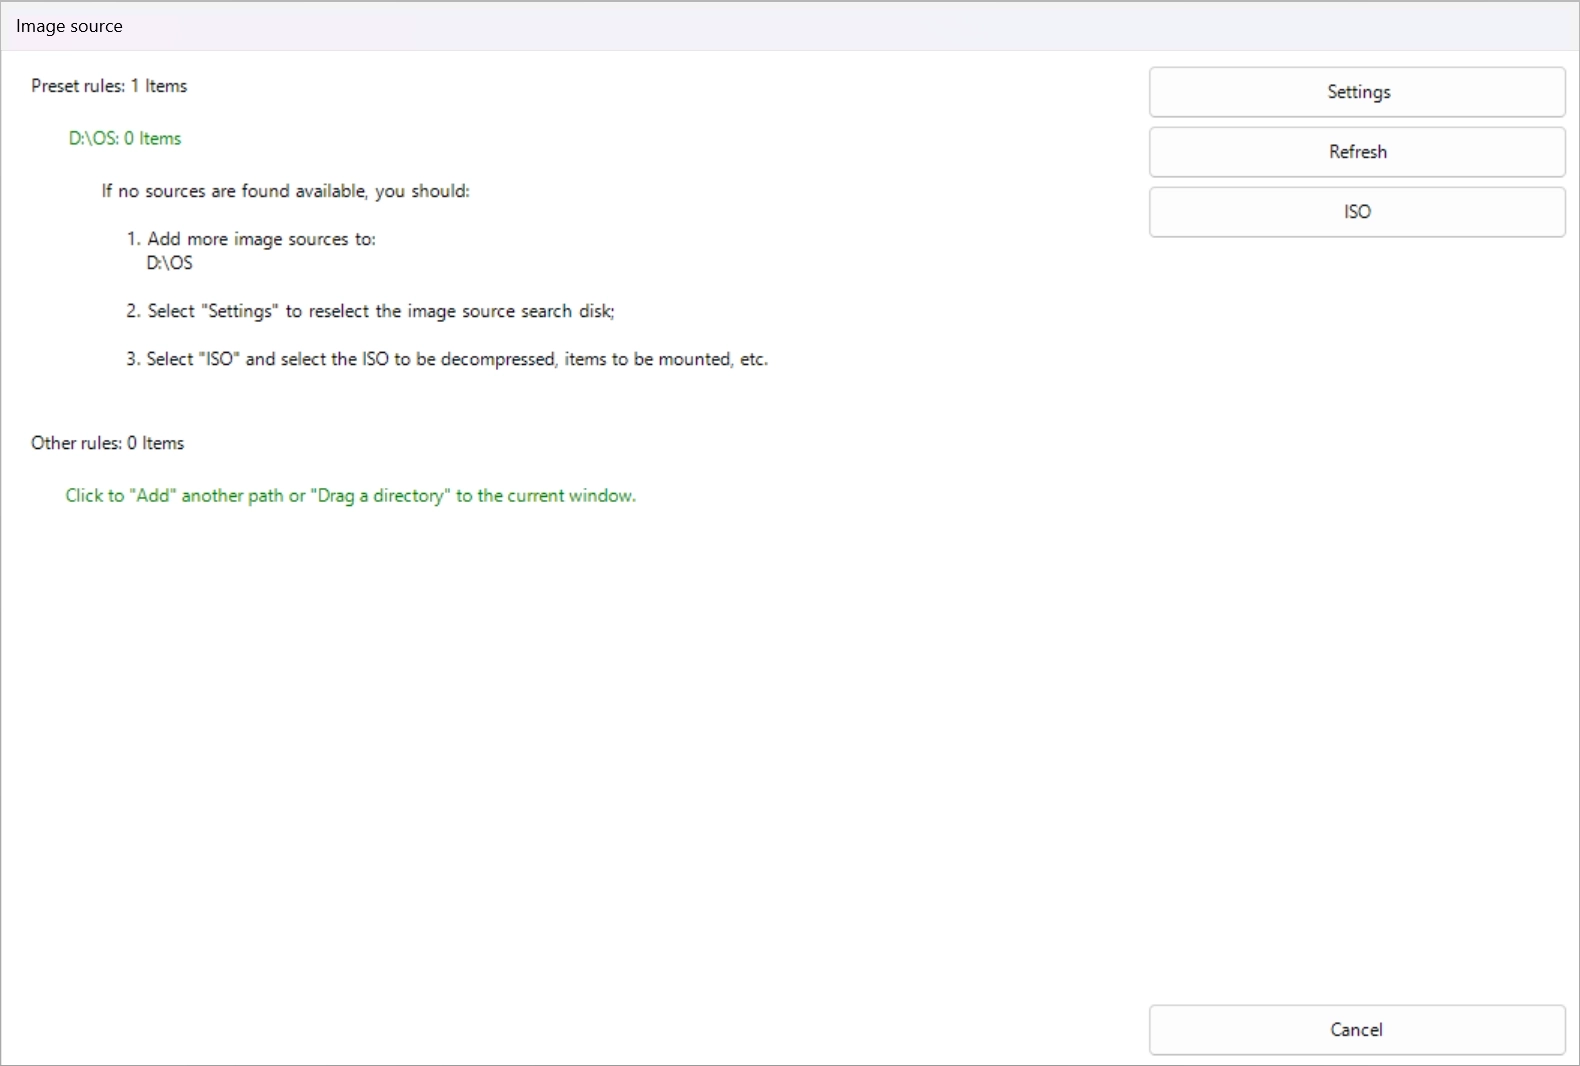 Image source
Preset rules: 1 Items
Settings
D:\OS: 0 Items
Refresh
If no sources are found available, you should:
ISO
1. Add more image sources to:
D:\OS
2. Select "Settings" to reselect the image source search disk;
3. Select "ISO" and select the ISO to be decompressed, items to be mounted, etc.
Other rules: 0 Items
Click to "Add" another path or "Drag a directory" to the current window.
Cancel